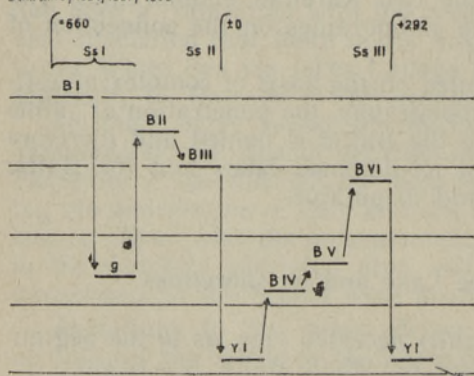 +660 ±0 +292
Ss I Ss II Ss III
B I
B II
B III B VI
g B V
B IV
Y I Y I